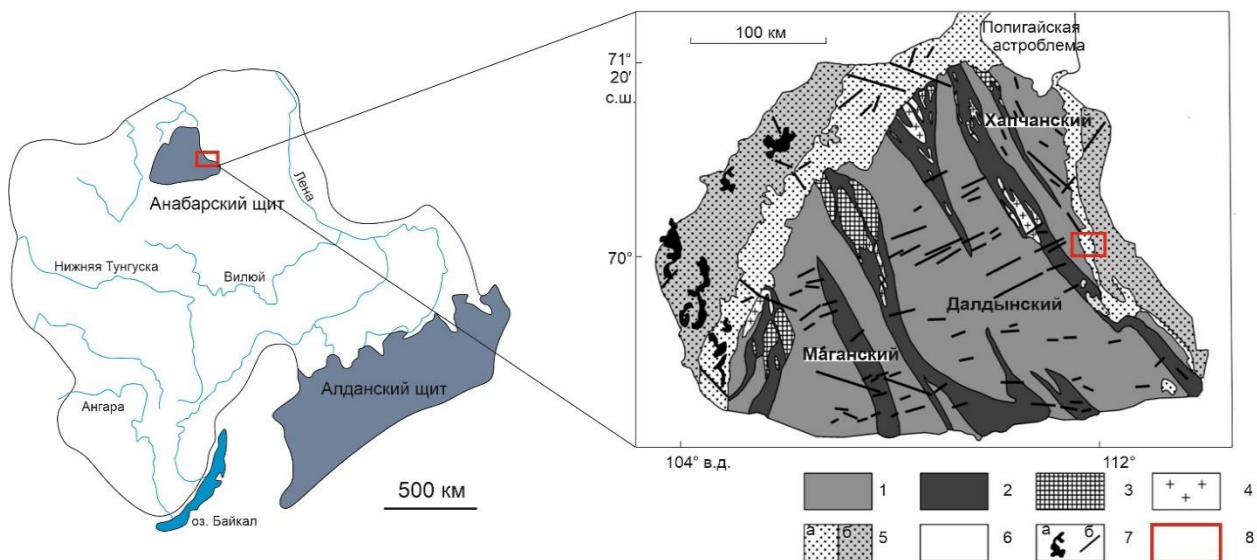 Анабарский щит
Лена
Нижняя Тунгуска
Вилюй
Алданский щит
Ангара
оз. Байкал
500 км
100 км
Попигайская
астроблема
71°
20'
с.ш.
Хапчанский
70°
Далдынский
Маганский
104° в.д.
112°
1
2
3
4
а б 5
6
а б 7
8